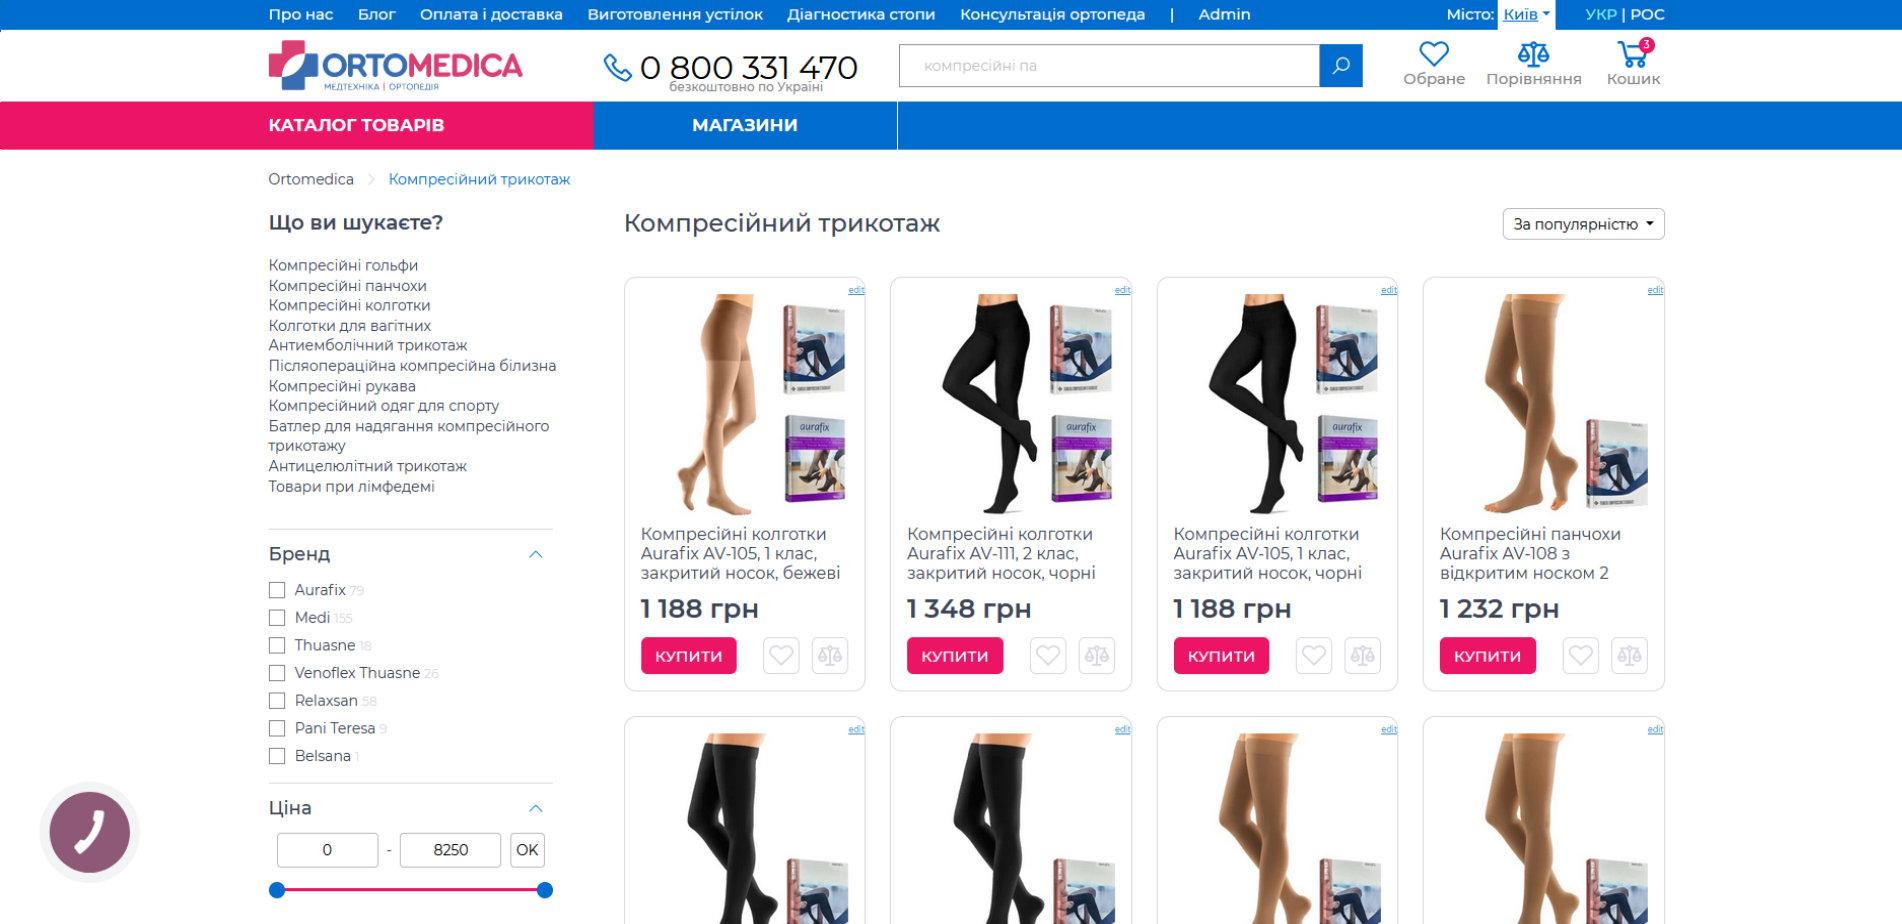 Про нас Блог Оплата і доставка Виготовлення устілок Діагностика стопи Консультація ортопеда | Admin Місто: Київ УКР | РОС
ORTOMEDICA
МЕДТЕХНІКА | ОРТОПЕДІЯ
0 800 331 470
безкоштовно по Україні
компресійні па
Обране Порівняння Кошик
3
КАТАЛОГ ТОВАРІВ МАГАЗИНИ
Ortomedica Компресійний трикотаж
Що ви шукаєте?
Компресійні гольфи
Компресійні панчохи
Компресійні колготки
Колготки для вагітних
Антиемболічний трикотаж
Післяопераційна компресійна білизна
Компресійні рукава
Компресійний одяг для спорту
Батлер для надягання компресійного
трикотажу
Антицелюлітний трикотаж
Товари при лімфедемі
Бренд
Aurafix 79
Medi 155
Thuasne 18
Venoflex Thuasne 26
Relaxsan 58
Pani Teresa 9
Belsana 1
Ціна
0 - 8250 OK
Компресійний трикотаж
За популярністю
edit
aurafix
Компресійні колготки
Aurafix AV-105, 1 клас,
закритий носок, бежеві
1 188 грн
КУПИТИ
edit
aurafix
Компресійні колготки
Aurafix AV-111, 2 клас,
закритий носок, чорні
1 348 грн
КУПИТИ
edit
aurafix
Компресійні колготки
Aurafix AV-105, 1 клас,
закритий носок, чорні
1 188 грн
КУПИТИ
edit
Компресійні панчохи
Aurafix AV-108 з
відкритим носком 2
1 232 грн
КУПИТИ
edit
edit
edit
edit